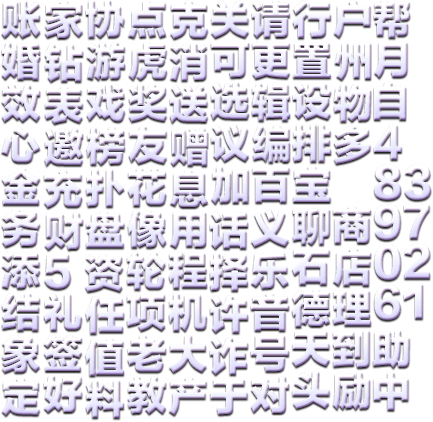 账家协点克关请行户帮
婚钻游虎消可更置州月
效表戏奖送选辑设物目
心邀榜友赠议编排多4
金充扑花息加百宝 83
务财盘像用话义聊商97
添5 资轮程择乐石店02
结礼任项机许音德理61
象签值老大诈号天到助
定好料教产于对头励中